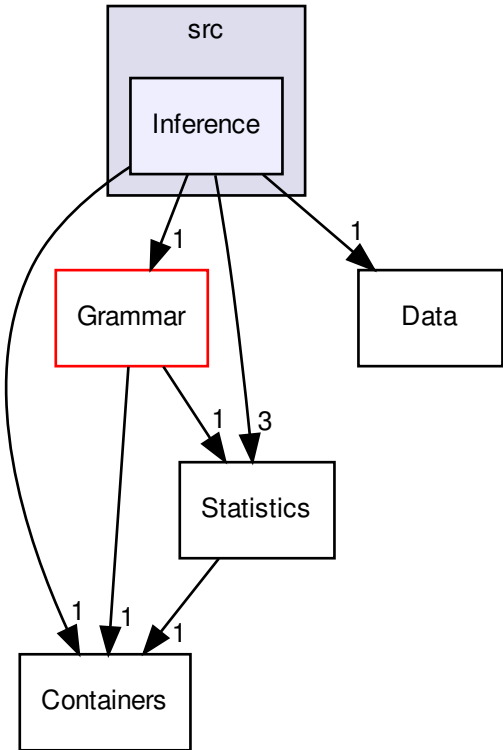 src
Inference
1
1
Grammar
Data
1
3
Statistics
1
1
1
Containers